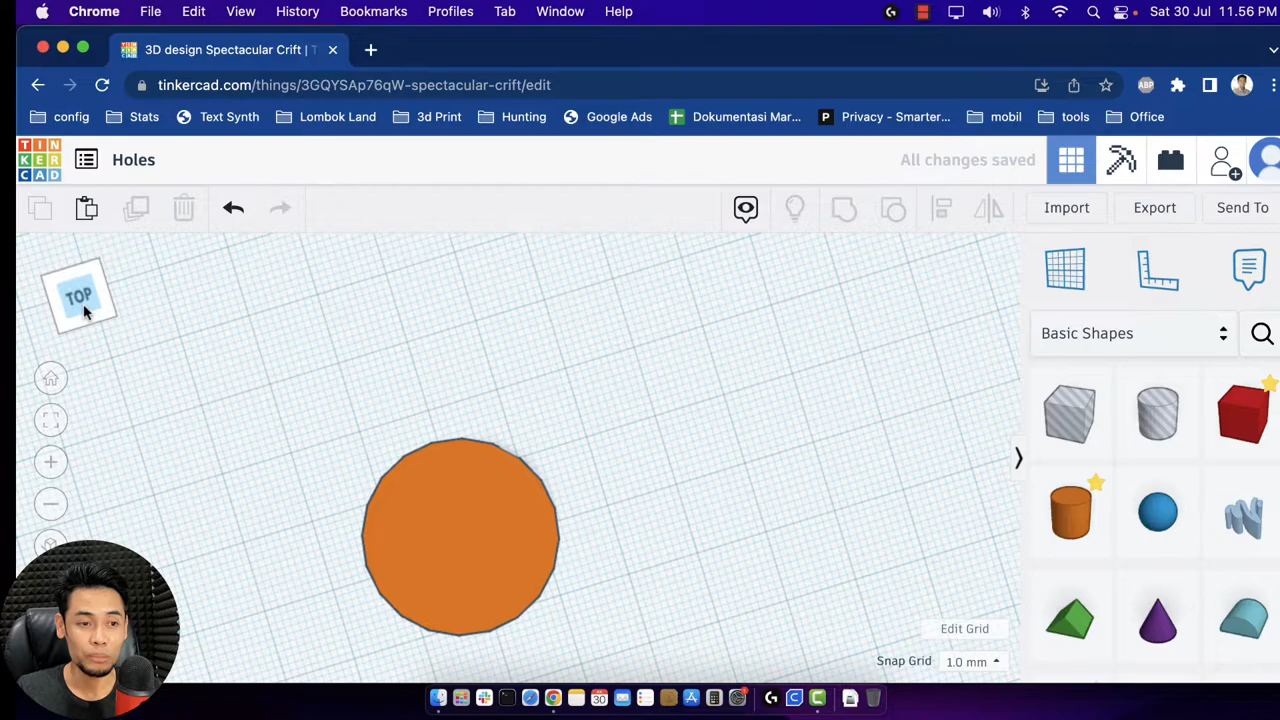 Chrome File Edit View History Bookmarks Profiles Tab Window Help Sat 30 Jul 11.56 PM
3D design Spectacular Crift | T
tinkercad.com/things/3GQYSAp76qW-spectacular-crift/edit
config Stats Text Synth Lombok Land 3d Print Hunting Google Ads Dokumentasi Mar... Privacy - Smarter... mobil tools Office
TIN
KER
CAD
Holes All changes saved
Import Export Send To
TOP
Basic Shapes
Edit Grid
Snap Grid 1.0 mm